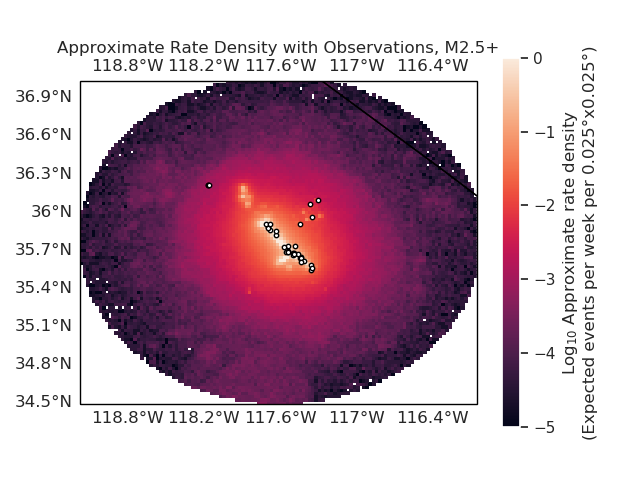 Approximate Rate Density with Observations, M2.5+
118.8°W 118.2°W 117.6°W 117°W 116.4°W
36.9°N
36.6°N
36.3°N
36°N
35.7°N
35.4°N
35.1°N
34.8°N
34.5°N
118.8°W 118.2°W 117.6°W 117°W 116.4°W
0
−1
−2
−3
−4
−5
Log₁₀ Approximate rate density
(Expected events per week per 0.025°x0.025°)